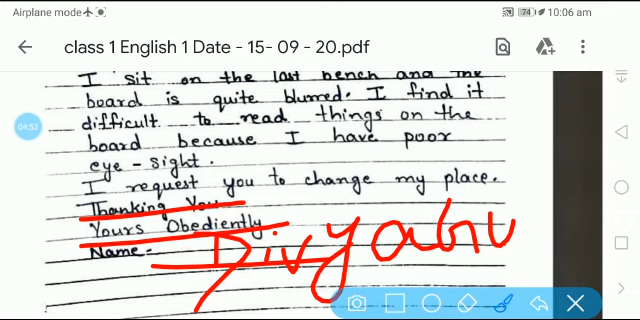 Airplane mode 74 10:06 am
class 1 English 1 Date - 15- 09 - 20.pdf
I sit on the last bench and the
board is quite blurred. I find it
04:53
difficult to read things on the
board because I have poor
eye - sight.
I request you to change my place.
Thanking You
Yours Obediently
Name-